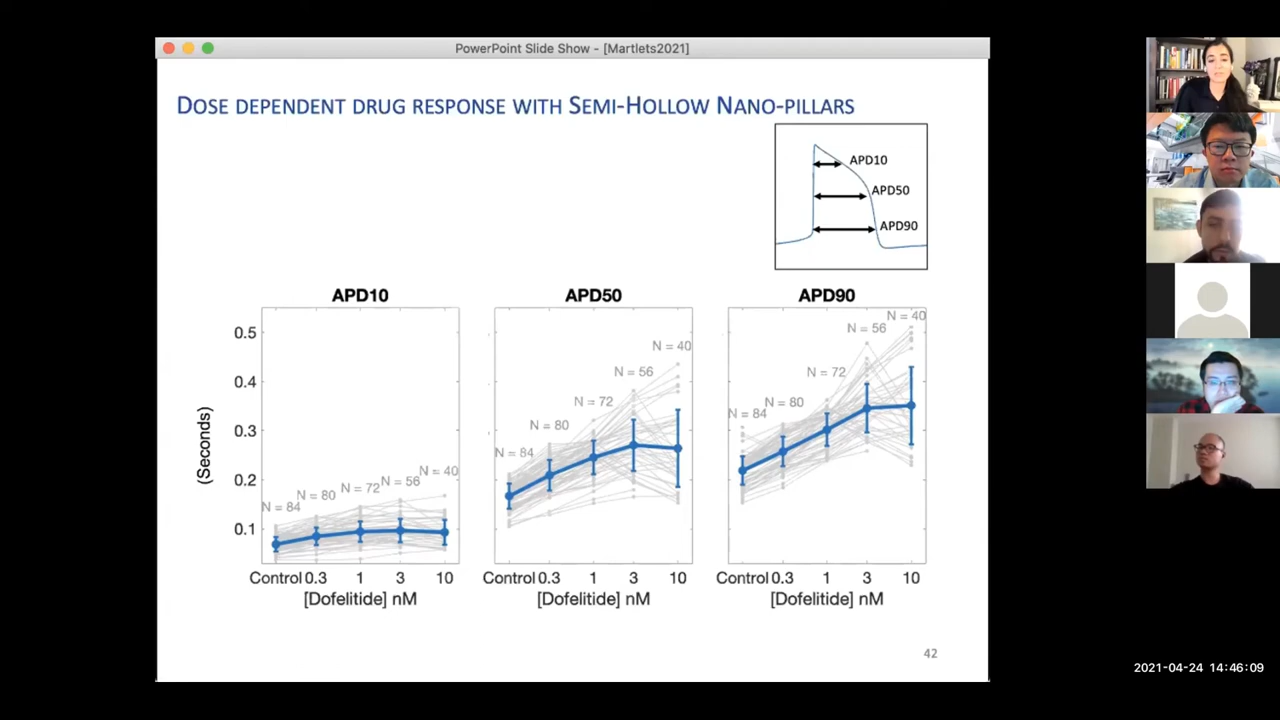 PowerPoint Slide Show - [Martlets2021]
DOSE DEPENDENT DRUG RESPONSE WITH SEMI-HOLLOW NANO-PILLARS
APD10
APD50
APD90
APD10
APD50
APD90
0.5
0.4
0.3
0.2
0.1
(Seconds)
N = 84
N = 80
N = 72
N = 56
N = 40
N = 84
N = 80
N = 72
N = 56
N = 40
N = 84
N = 80
N = 72
N = 56
N = 40
Control 0.3 1 3 10
Control 0.3 1 3 10
Control 0.3 1 3 10
[Dofelitide] nM
[Dofelitide] nM
[Dofelitide] nM
42
2021-04-24 14:46:09